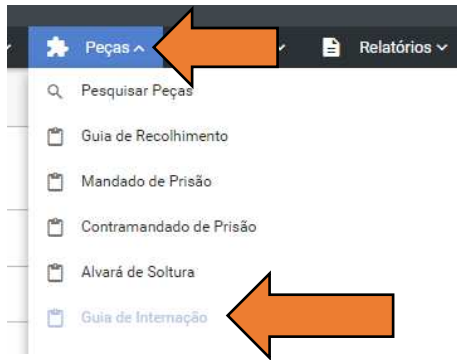 Peças
Relatórios
Pesquisar Peças
Guia de Recolhimento
Mandado de Prisão
Contramandado de Prisão
Alvará de Soltura
Guia de Internação